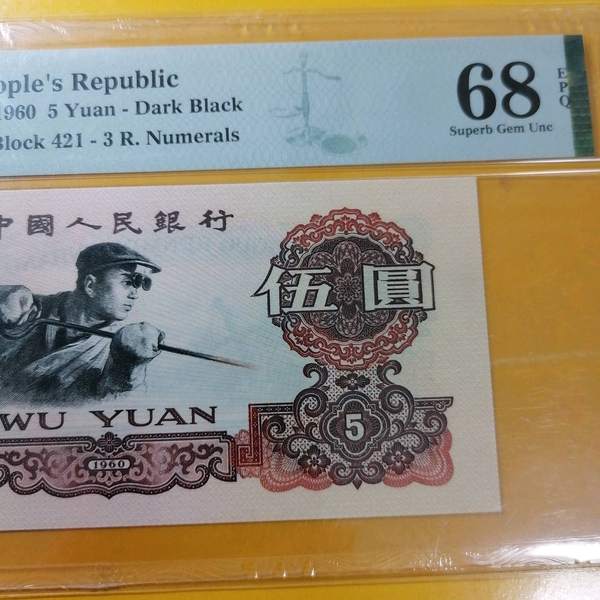 ople's Republic
1960 5 Yuan - Dark Black
Block 421 - 3 R. Numerals
68
EPQ
Superb Gem Unc
中國人民銀行
伍圓
WU YUAN
5
1960